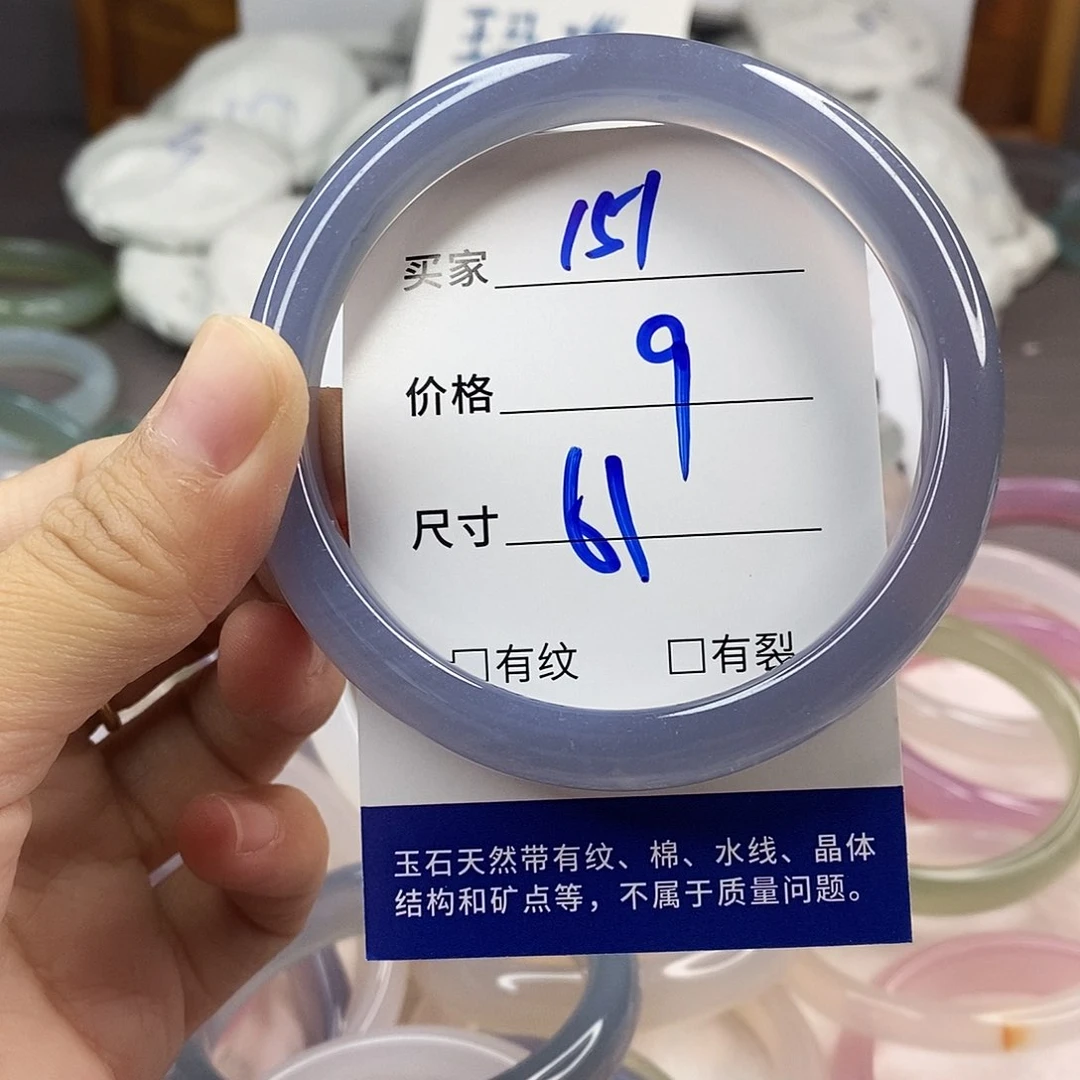 买家 151
价格 9
尺寸 61
□有纹 □有裂
玉石天然带有纹、棉、水线、晶体
结构和矿点等，不属于质量问题。